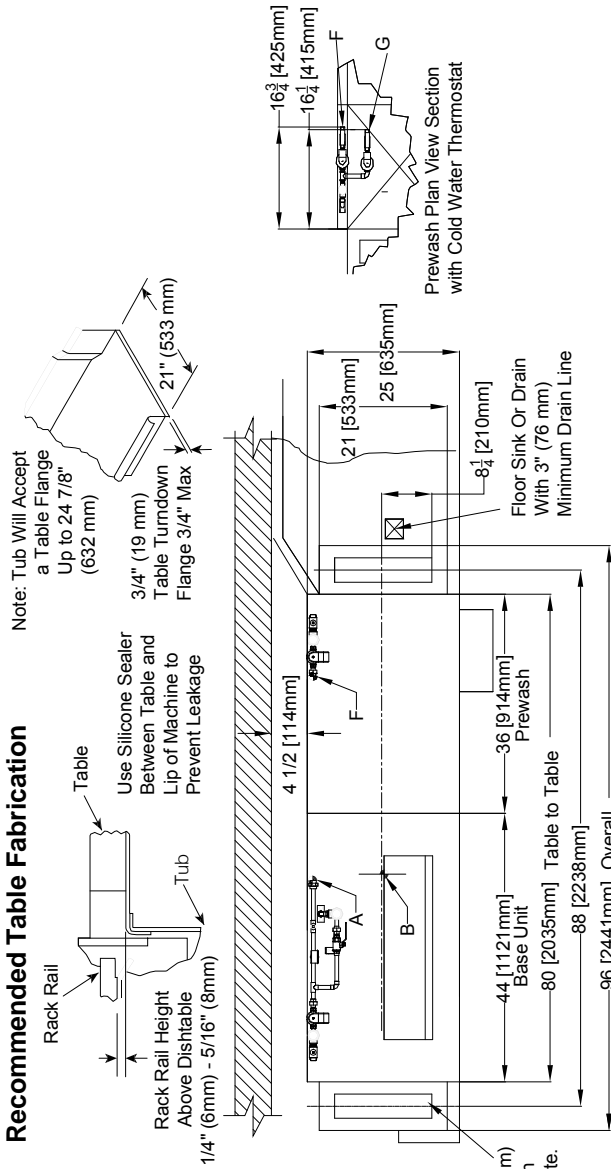 Recommended Table Fabrication
Rack Rail
Table
Tub
Rack Rail Height
Above Dishtable
1/4" (6mm) - 5/16" (8mm)
Use Silicone Sealer
Between Table and
Lip of Machine to
Prevent Leakage
Note: Tub Will Accept
a Table Flange
Up to 24 7/8"
(632 mm)
21" (533 mm)
3/4" (19 mm)
Table Turndown
Flange 3/4" Max
4 1/2 [114mm]
F
A
B
21 [533mm]
25 [635mm]
8 1/4 [210mm]
Floor Sink Or Drain
With 3" (76 mm)
Minimum Drain Line
44 [1121mm]
Base Unit
36 [914mm]
Prewash
80 [2035mm] Table to Table
88 [2238mm]
96 [2441mm] Overall
16 3/4 [425mm]
16 1/4 [415mm]
F
G
Prewash Plan View Section
with Cold Water Thermostat